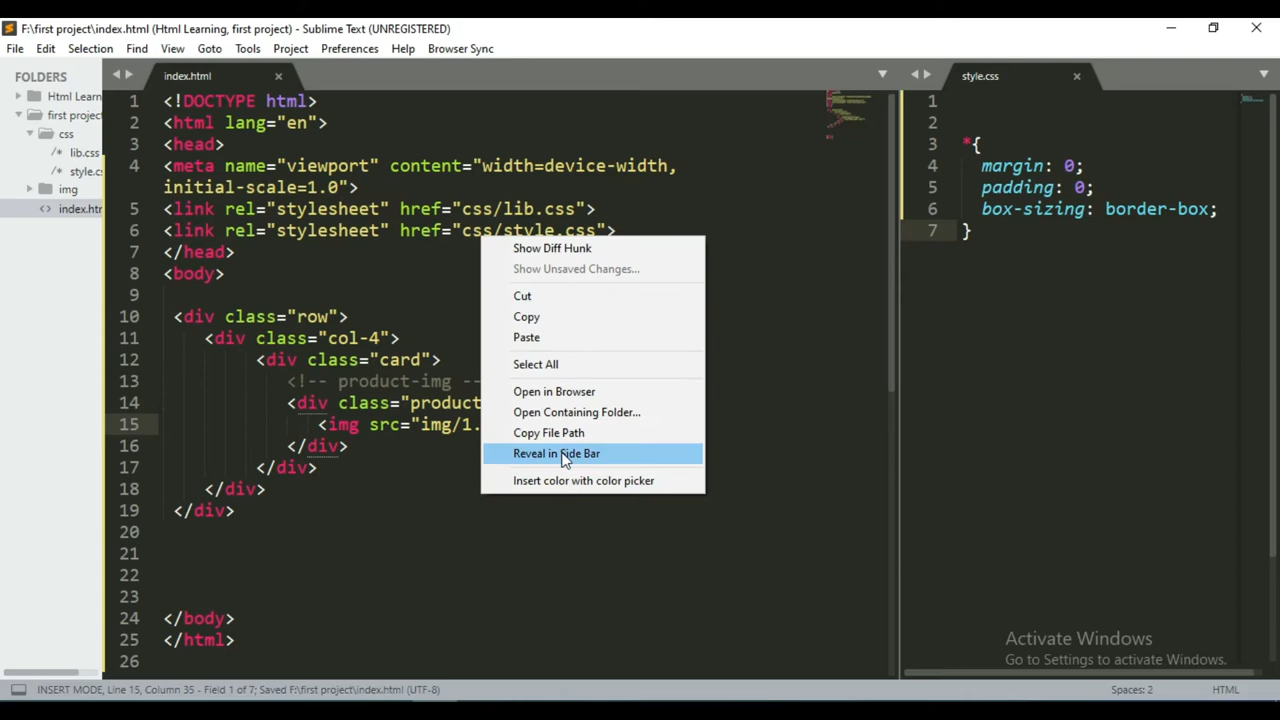 F:\first project\index.html (Html Learning, first project) - Sublime Text (UNREGISTERED)
File Edit Selection Find View Goto Tools Project Preferences Help Browser Sync
FOLDERS
Html Learn
first project
css
/* lib.css
/* style.cs
img
<> index.htm
index.html
1 <!DOCTYPE html>
2 <html lang="en">
3 <head>
4 <meta name="viewport" content="width=device-width,
initial-scale=1.0">
5 <link rel="stylesheet" href="css/lib.css">
6 <link rel="stylesheet" href="css/style.css">
7 </head>
8 <body>
9
10 <div class="row">
11 <div class="col-4">
12 <div class="card">
13 <!-- product-img -
14 <div class="product
15 <img src="img/1.
16 </div>
17 </div>
18 </div>
19 </div>
20
21
22
23
24 </body>
25 </html>
26
Show Diff Hunk
Show Unsaved Changes...
Cut
Copy
Paste
Select All
Open in Browser
Open Containing Folder...
Copy File Path
Reveal in Side Bar
Insert color with color picker
style.css
1
2
3 *{
4 margin: 0;
5 padding: 0;
6 box-sizing: border-box;
7 }
Activate Windows
Go to Settings to activate Windows.
INSERT MODE, Line 15, Column 35 - Field 1 of 7; Saved F:\first project\index.html (UTF-8)
Spaces: 2
HTML